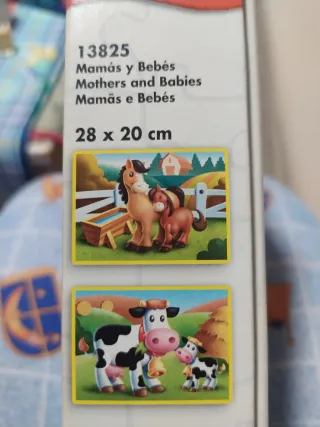 13825
Mamás y Bebés
Mothers and Babies
Mamãs e Bebés
28 x 20 cm